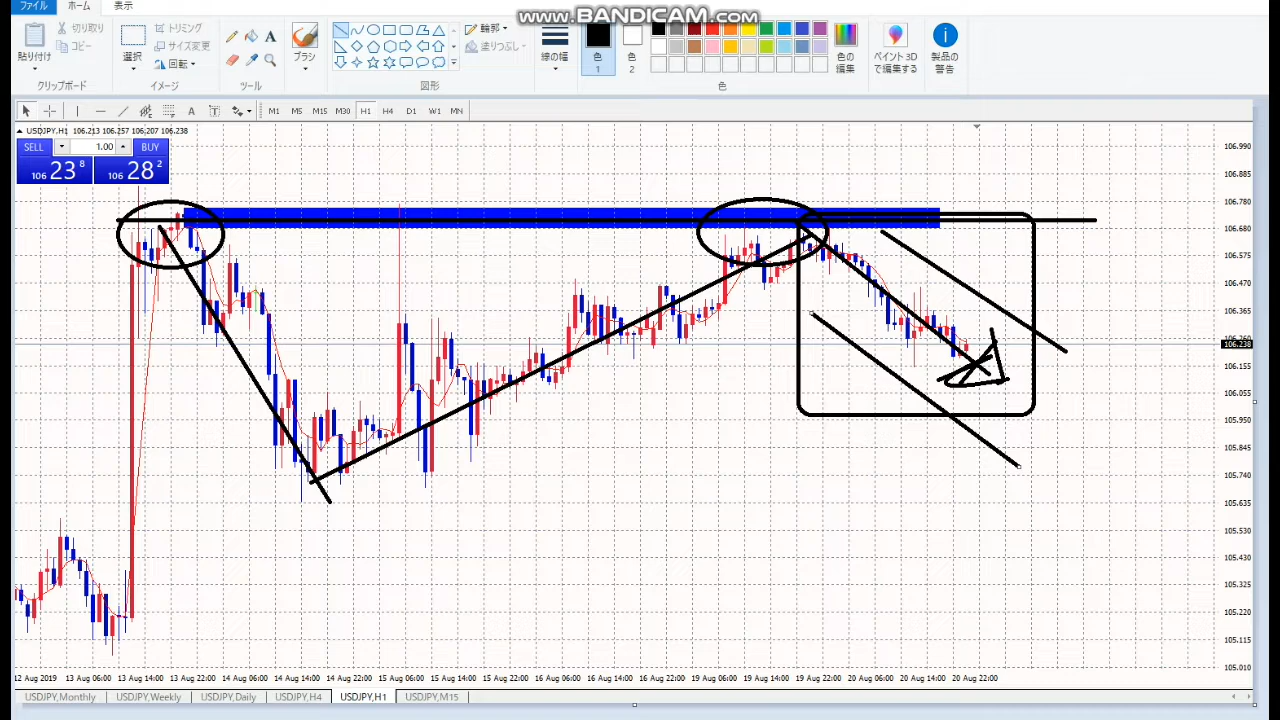 www.BANDICAM.com
ファイル ホーム 表示
貼り付け
切り取り
コピー
クリップボード
選択
トリミング
サイズ変更
回転
イメージ
A
ツール
ブラシ
輪郭
塗りつぶし
図形
線の幅
色
1
色
2
色の
編集
色
ペイント 3D
で編集する
製品の
警告
A T M1 M5 M15 M30 H1 H4 D1 W1 MN
USDJPY,H1 106.213 106.257 106.207 106.238
SELL 1.00 BUY
106 23 8 106 28 2
106.990
106.885
106.780
106.680
106.575
106.470
106.365
106.238
106.155
106.055
105.950
105.845
105.740
105.635
105.530
105.430
105.325
105.220
105.115
105.010
12 Aug 2019 13 Aug 06:00 13 Aug 14:00 13 Aug 22:00 14 Aug 06:00 14 Aug 14:00 14 Aug 22:00 15 Aug 06:00 15 Aug 14:00 15 Aug 22:00 16 Aug 06:00 16 Aug 14:00 16 Aug 22:00 19 Aug 06:00 19 Aug 14:00 19 Aug 22:00 20 Aug 06:00 20 Aug 14:00 20 Aug 22:00
USDJPY,Monthly USDJPY,Weekly USDJPY,Daily USDJPY,H4 USDJPY,H1 USDJPY,M15